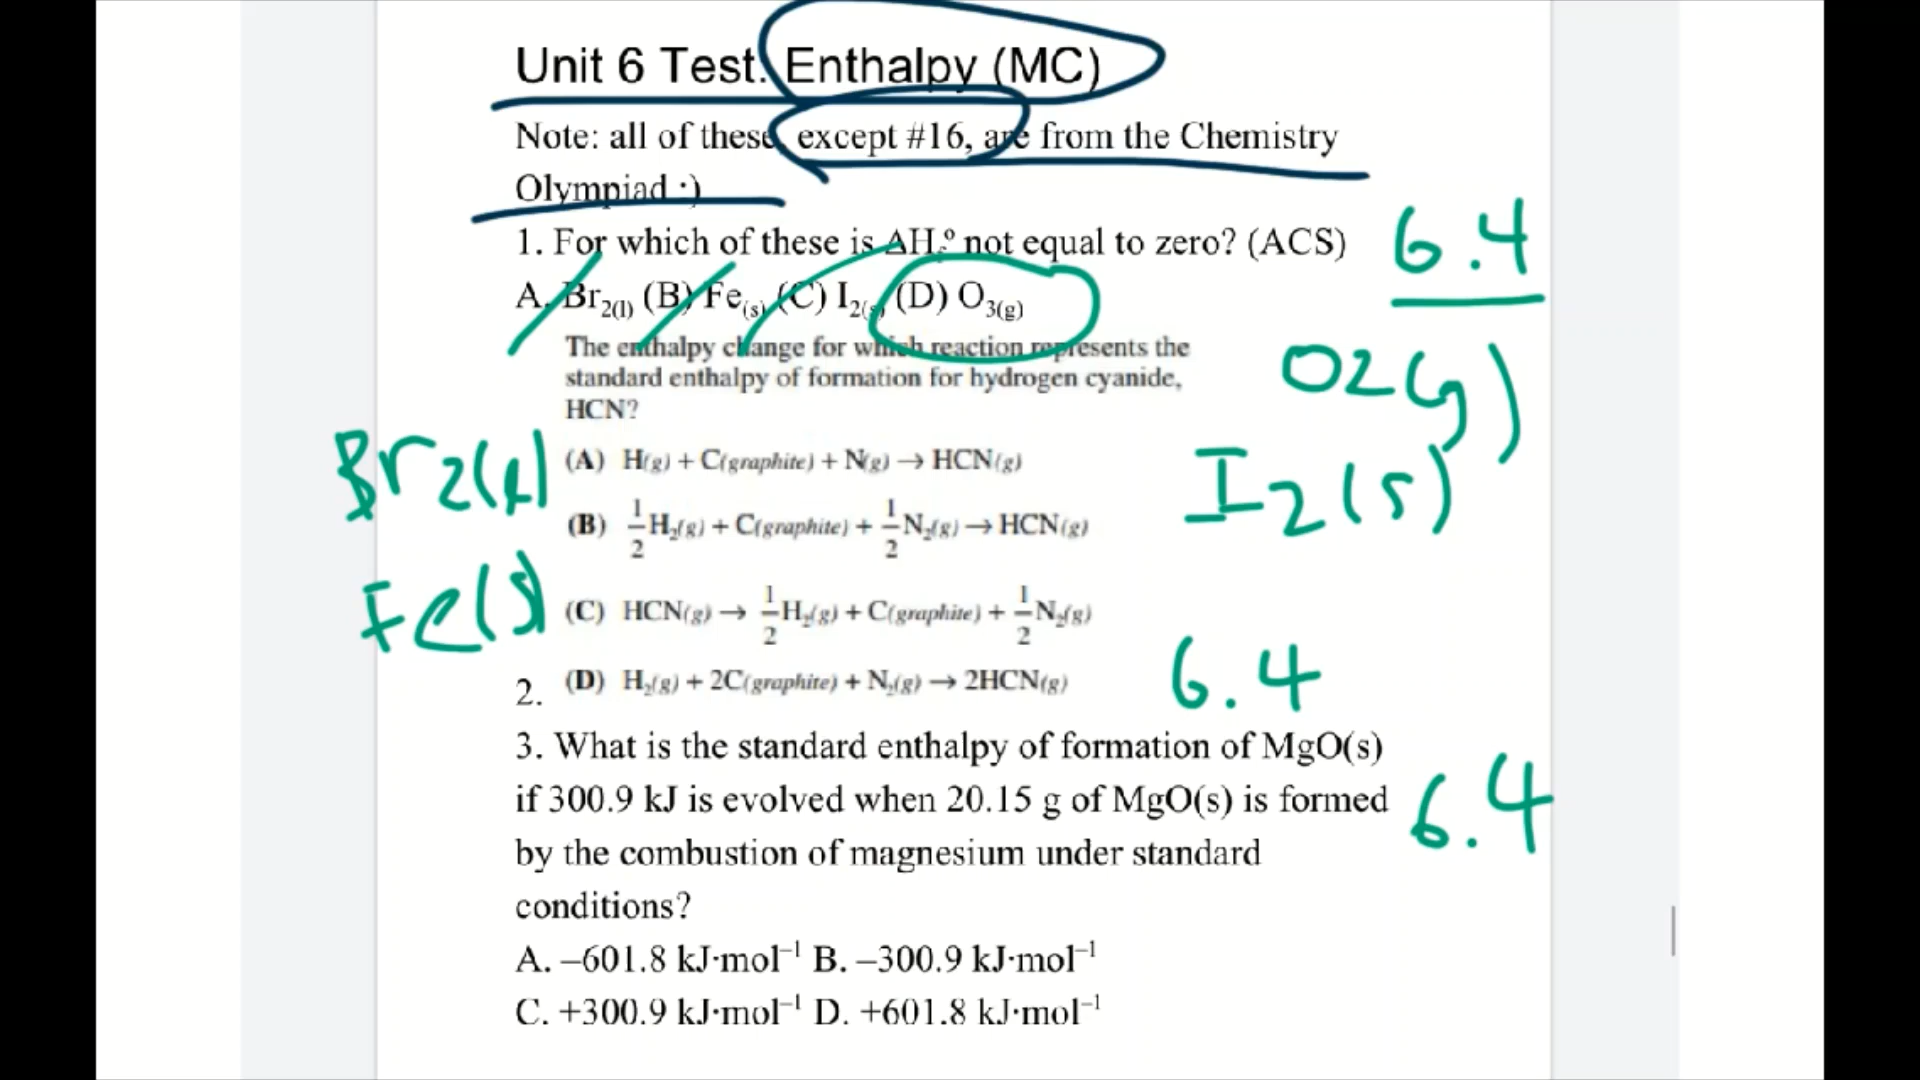 Unit 6 Test: Enthalpy (MC)
Note: all of these, except #16, are from the Chemistry
Olympiad :)
1. For which of these is ΔHf° not equal to zero? (ACS)
6.4
A. Br2(l) (B) Fe(s) (C) I2(s) (D) O3(g)
The enthalpy change for which reaction represents the
standard enthalpy of formation for hydrogen cyanide,
HCN?
O2(g)
Br2(l)
(A) H(g) + C(graphite) + N(g) → HCN(g)
I2(s)
(B) 1/2 H2(g) + C(graphite) + 1/2 N2(g) → HCN(g)
Fe(s)
(C) HCN(g) → 1/2 H2(g) + C(graphite) + 1/2 N2(g)
2. (D) H2(g) + 2C(graphite) + N2(g) → 2HCN(g)
6.4
3. What is the standard enthalpy of formation of MgO(s)
if 300.9 kJ is evolved when 20.15 g of MgO(s) is formed
6.4
by the combustion of magnesium under standard
conditions?
A. –601.8 kJ·mol⁻¹ B. –300.9 kJ·mol⁻¹
C. +300.9 kJ·mol⁻¹ D. +601.8 kJ·mol⁻¹